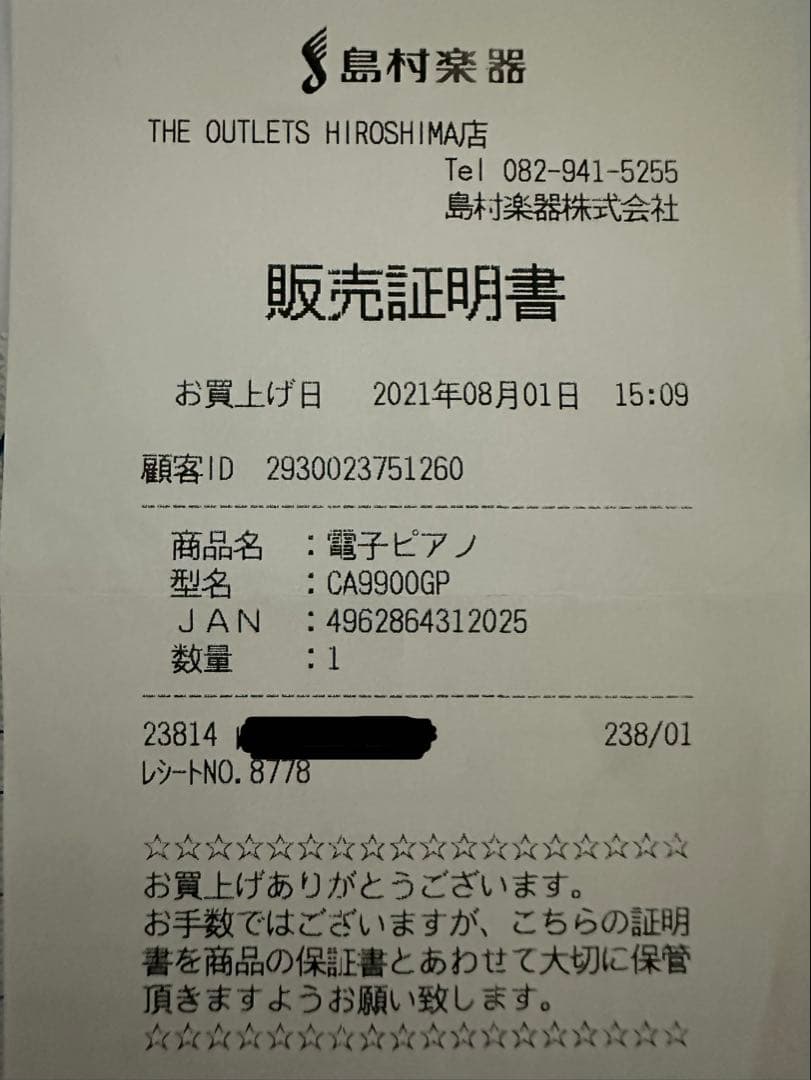 島村楽器
THE OUTLETS HIROSHIMA店
Tel 082-941-5255
島村楽器株式会社
販売証明書
お買上げ日 2021年08月01日 15:09
顧客ID 2930023751260
商品名 :電子ピアノ
型名 :CA9900GP
JAN :4962864312025
数量 :1
23814 238/01
レシートNO.8778
☆☆☆☆☆☆☆☆☆☆☆☆☆☆☆☆☆☆
お買上げありがとうございます。
お手数ではございますが、こちらの証明
書を商品の保証書とあわせて大切に保管
頂きますようお願い致します。
☆☆☆☆☆☆☆☆☆☆☆☆☆☆☆☆☆☆